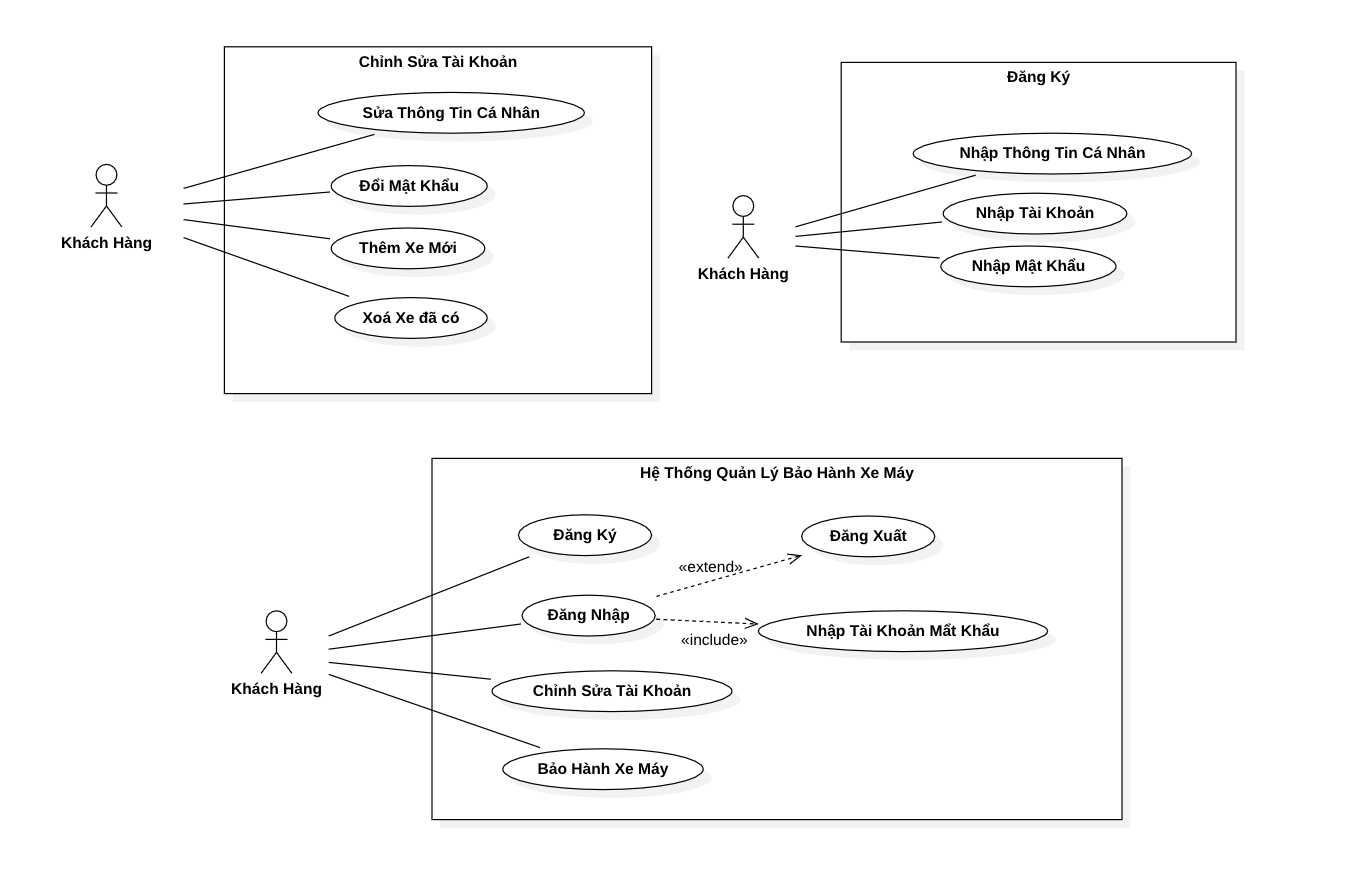 Chỉnh Sửa Tài Khoản
Sửa Thông Tin Cá Nhân
Đổi Mật Khẩu
Thêm Xe Mới
Xoá Xe đã có
Khách Hàng
Đăng Ký
Nhập Thông Tin Cá Nhân
Nhập Tài Khoản
Nhập Mật Khẩu
Khách Hàng
Hệ Thống Quản Lý Bảo Hành Xe Máy
Đăng Ký
Đăng Xuất
«extend»
Đăng Nhập
Nhập Tài Khoản Mẩt Khẩu
«include»
Khách Hàng
Chỉnh Sửa Tài Khoản
Bảo Hành Xe Máy